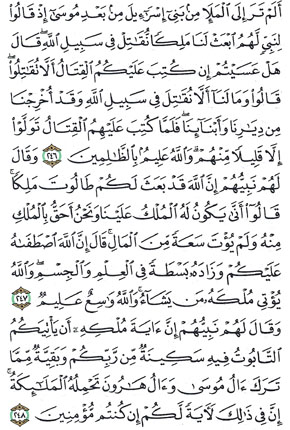 أَلَمْ تَرَ إِلَى ٱلْمَلَإِ مِنۢ بَنِىٓ إِسْرَٰٓءِيلَ مِنۢ بَعْدِ مُوسَىٰٓ إِذْ قَالُوا۟
لِنَبِىٍّ لَّهُمُ ٱبْعَثْ لَنَا مَلِكًا نُّقَٰتِلْ فِى سَبِيلِ ٱللَّهِ ۖ قَالَ
هَلْ عَسَيْتُمْ إِن كُتِبَ عَلَيْكُمُ ٱلْقِتَالُ أَلَّا تُقَٰتِلُوا۟ ۖ
قَالُوا۟ وَمَا لَنَآ أَلَّا نُقَٰتِلَ فِى سَبِيلِ ٱللَّهِ وَقَدْ أُخْرِجْنَا
مِن دِيَٰرِنَا وَأَبْنَآئِنَا ۖ فَلَمَّا كُتِبَ عَلَيْهِمُ ٱلْقِتَالُ تَوَلَّوْا۟
إِلَّا قَلِيلًا مِّنْهُمْ ۗ وَٱللَّهُ عَلِيمٌۢ بِٱلظَّٰلِمِينَ ﴿٢٤٦﴾ وَقَالَ
لَهُمْ نَبِيُّهُمْ إِنَّ ٱللَّهَ قَدْ بَعَثَ لَكُمْ طَالُوتَ مَلِكًا ۚ
قَالُوٓا۟ أَنَّىٰ يَكُونُ لَهُ ٱلْمُلْكُ عَلَيْنَا وَنَحْنُ أَحَقُّ بِٱلْمُلْكِ
مِنْهُ وَلَمْ يُؤْتَ سَعَةً مِّنَ ٱلْمَالِ ۚ قَالَ إِنَّ ٱللَّهَ ٱصْطَفَىٰهُ
عَلَيْكُمْ وَزَادَهُۥ بَسْطَةً فِى ٱلْعِلْمِ وَٱلْجِسْمِ ۖ وَٱللَّهُ
يُؤْتِى مُلْكَهُۥ مَن يَشَآءُ ۚ وَٱللَّهُ وَٰسِعٌ عَلِيمٌ ﴿٢٤٧﴾
وَقَالَ لَهُمْ نَبِيُّهُمْ إِنَّ ءَايَةَ مُلْكِهِۦٓ أَن يَأْتِيَكُمُ
ٱلتَّابُوتُ فِيهِ سَكِينَةٌ مِّن رَّبِّكُمْ وَبَقِيَّةٌ مِّمَّا
تَرَكَ ءَالُ مُوسَىٰ وَءَالُ هَٰرُونَ تَحْمِلُهُ ٱلْمَلَٰٓئِكَةُ ۚ
إِنَّ فِى ذَٰلِكَ لَءَايَةً لَّكُمْ إِن كُنتُم مُّؤْمِنِينَ ﴿٢٤٨﴾